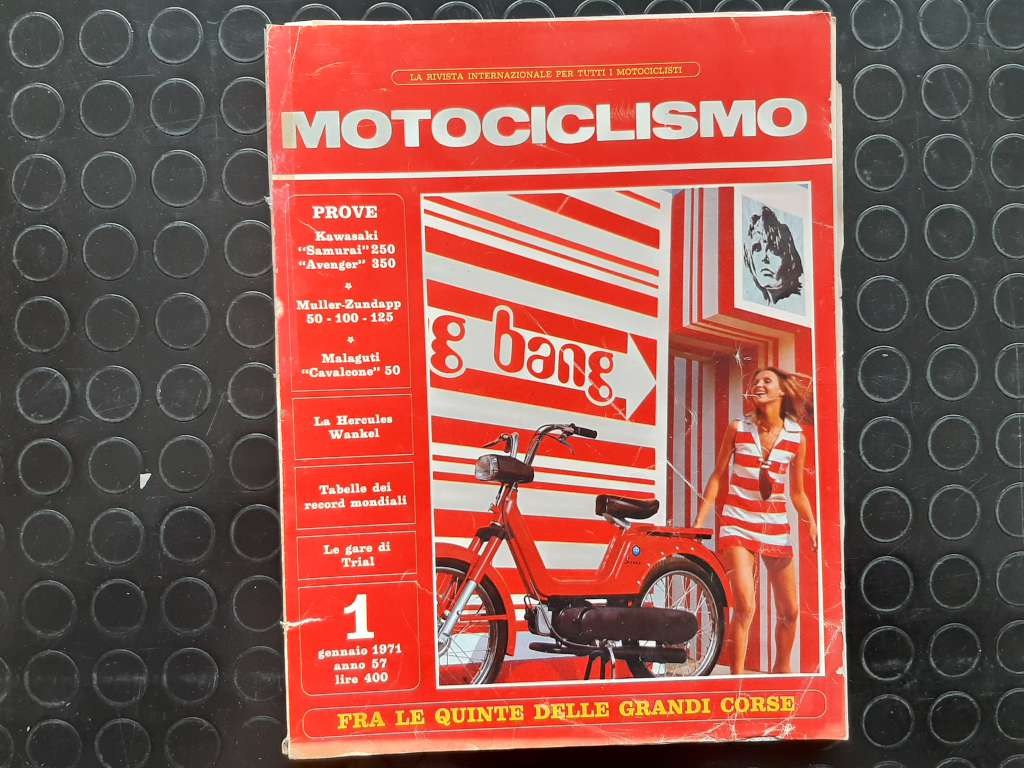 LA RIVISTA INTERNAZIONALE PER TUTTI I MOTOCICLISTI
MOTOCICLISMO
PROVE
Kawasaki
“Samurai” 250
“Avenger” 350
*
Muller-Zundapp
50 - 100 - 125
*
Malaguti
“Cavalcone” 50
La Hercules
Wankel
Tabelle dei
record mondiali
Le gare di
Trial
1
gennaio 1971
anno 57
lire 400
g bang
FRA LE QUINTE DELLE GRANDI CORSE